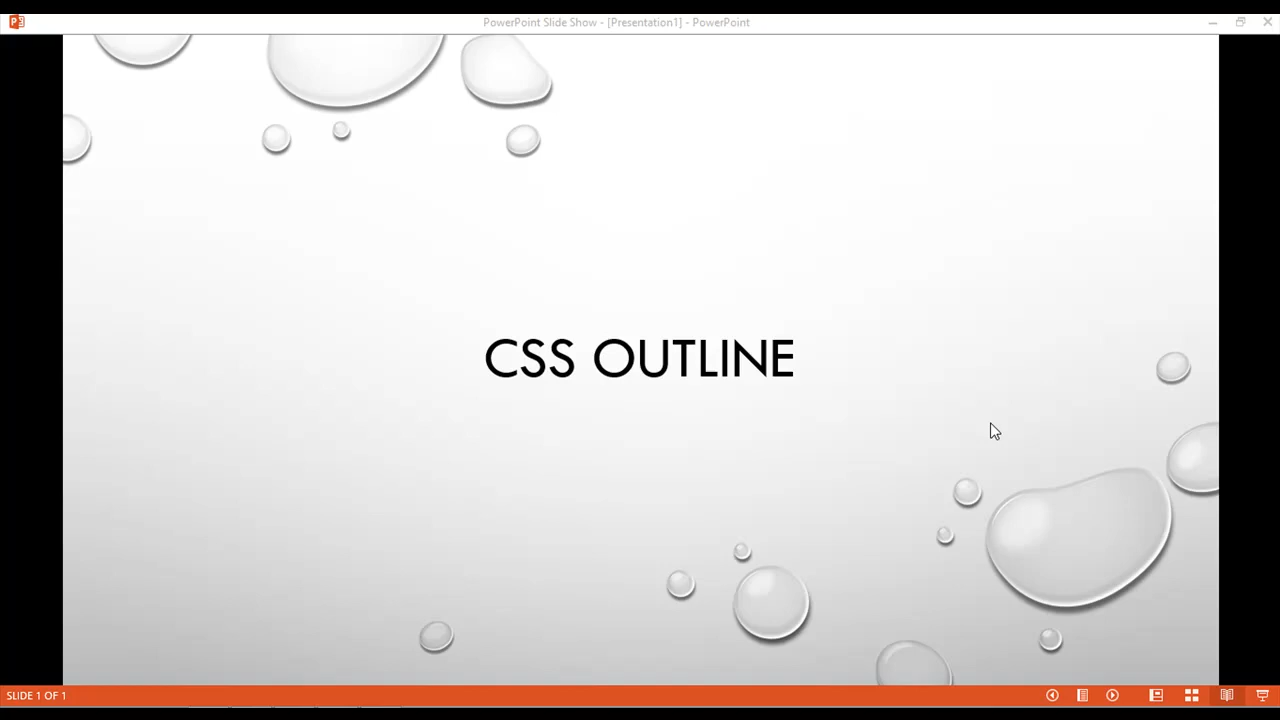 PowerPoint Slide Show - [Presentation1] - PowerPoint
CSS OUTLINE
SLIDE 1 OF 1